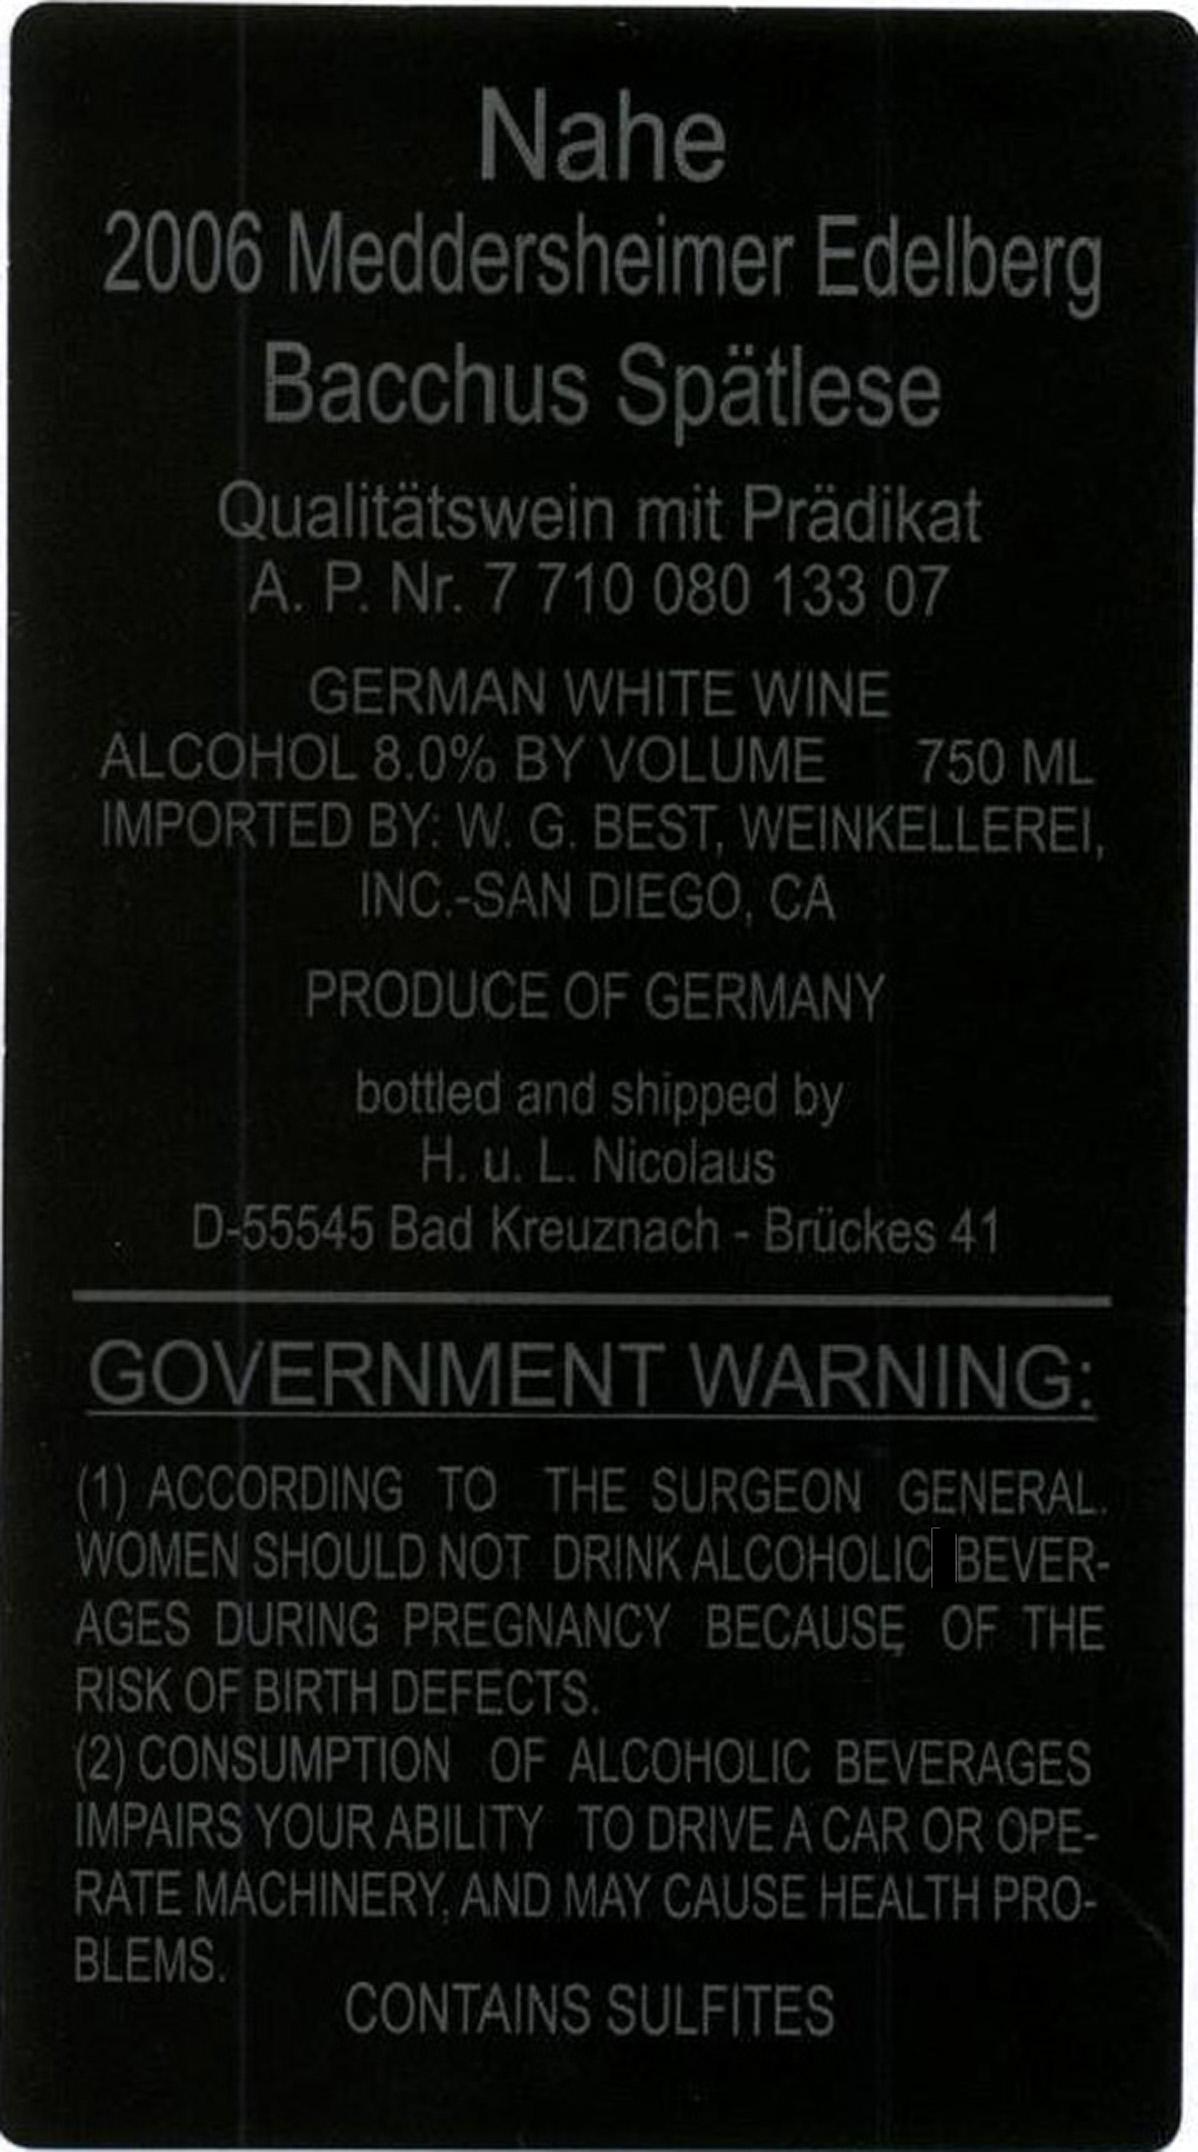 Nahe
2006 Meddersheimer Edelberg
Bacchus Spätlese
Qualitätswein mit Prädikat
A. P. Nr. 7 710 080 133 07
GERMAN WHITE WINE
ALCOHOL 8.0% BY VOLUME 750 ML
IMPORTED BY: W. G. BEST, WEINKELLEREI,
INC.-SAN DIEGO, CA
PRODUCE OF GERMANY
bottled and shipped by
H. u. L. Nicolaus
D-55545 Bad Kreuznach - Brückes 41
GOVERNMENT WARNING:
(1) ACCORDING TO THE SURGEON GENERAL.
WOMEN SHOULD NOT DRINK ALCOHOLIC BEVER-
AGES DURING PREGNANCY BECAUSE OF THE
RISK OF BIRTH DEFECTS.
(2) CONSUMPTION OF ALCOHOLIC BEVERAGES
IMPAIRS YOUR ABILITY TO DRIVE A CAR OR OPE-
RATE MACHINERY, AND MAY CAUSE HEALTH PRO-
BLEMS.
CONTAINS SULFITES